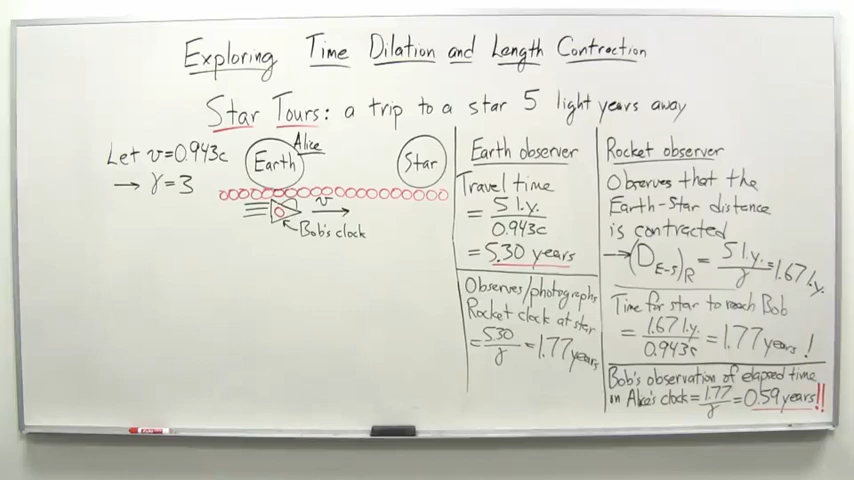 Exploring Time Dilation and Length Contraction
Star Tours: a trip to a star 5 light years away
Let v=0.943c
→ γ=3
Alice
Earth
Star
v
Bob's clock
Earth observer
Travel time
= 5 l.y. / 0.943c
= 5.30 years
Observes/photographs
Rocket clock at star
= 5.30 / γ = 1.77 years
Rocket observer
Observes that the
Earth-Star distance
is contracted
→ (D_E-S)_R = 5 l.y. / γ = 1.67 l.y.
Time for star to reach Bob
= 1.67 l.y. / 0.943c = 1.77 years!
Bob's observation of elapsed time
in Alice's clock = 1.77 / γ = 0.59 years!!